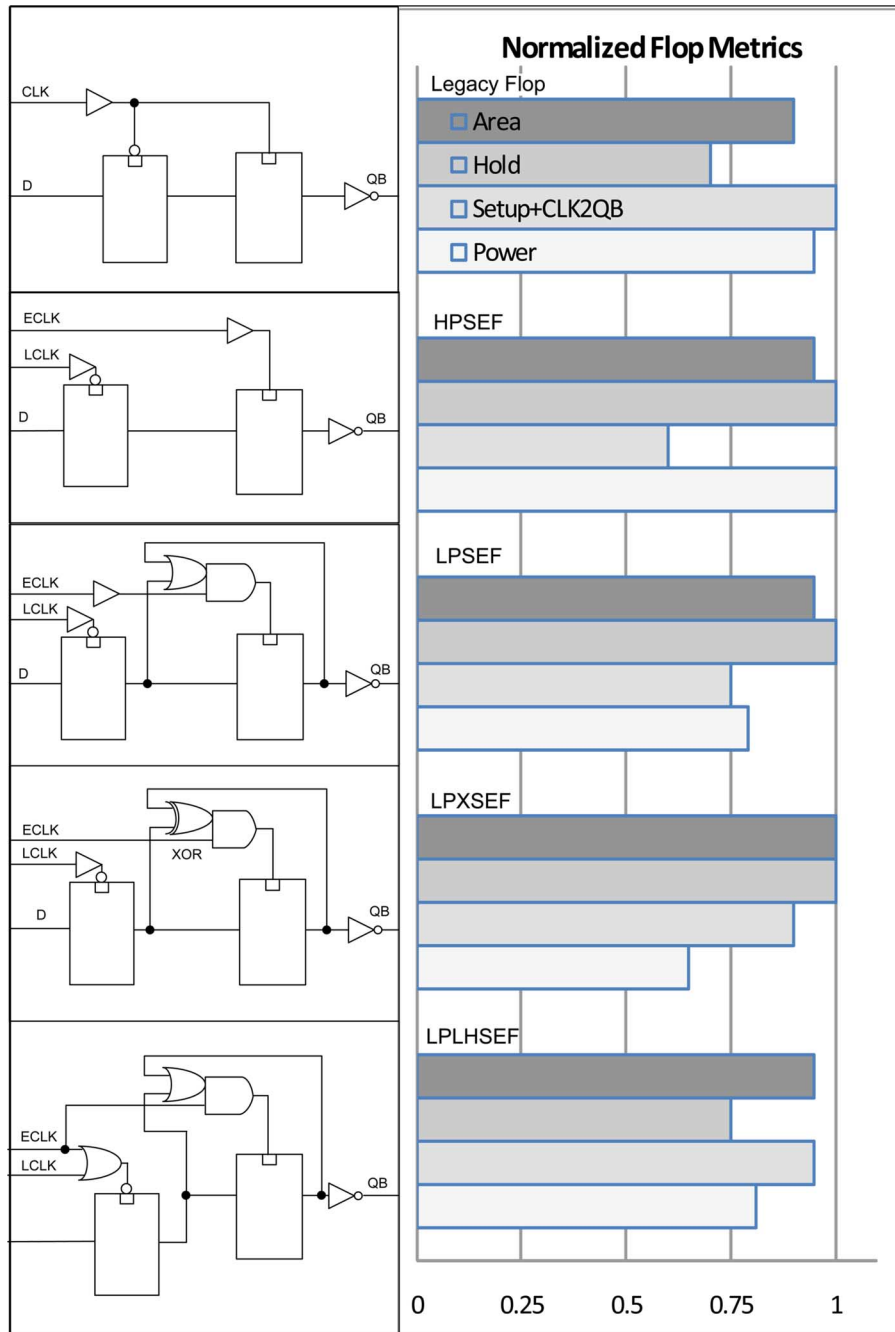 CLK
D
QB
ECLK
LCLK
D
QB
ECLK
LCLK
D
QB
ECLK
LCLK
XOR
D
QB
ECLK
LCLK
QB
Normalized Flop Metrics
Legacy Flop
Area
Hold
Setup+CLK2QB
Power
HPSEF
LPSEF
LPXSEF
LPLHSEF
0 0.25 0.5 0.75 1